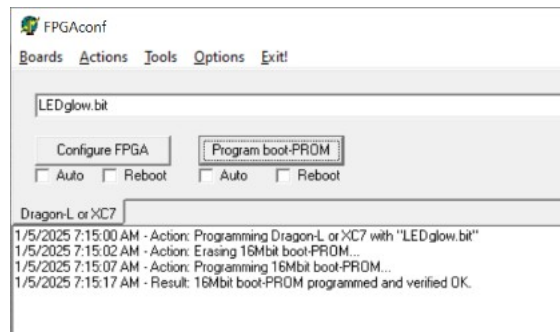 FPGAconf
Boards Actions Tools Options Exit!
LEDglow.bit
Configure FPGA Program boot-PROM
Auto Reboot Auto Reboot
Dragon-L or XC7
1/5/2025 7:15:00 AM - Action: Programming Dragon-L or XC7 with "LEDglow.bit"
1/5/2025 7:15:02 AM - Action: Erasing 16Mbit boot-PROM...
1/5/2025 7:15:07 AM - Action: Programming 16Mbit boot-PROM...
1/5/2025 7:15:17 AM - Result: 16Mbit boot-PROM programmed and verified OK.